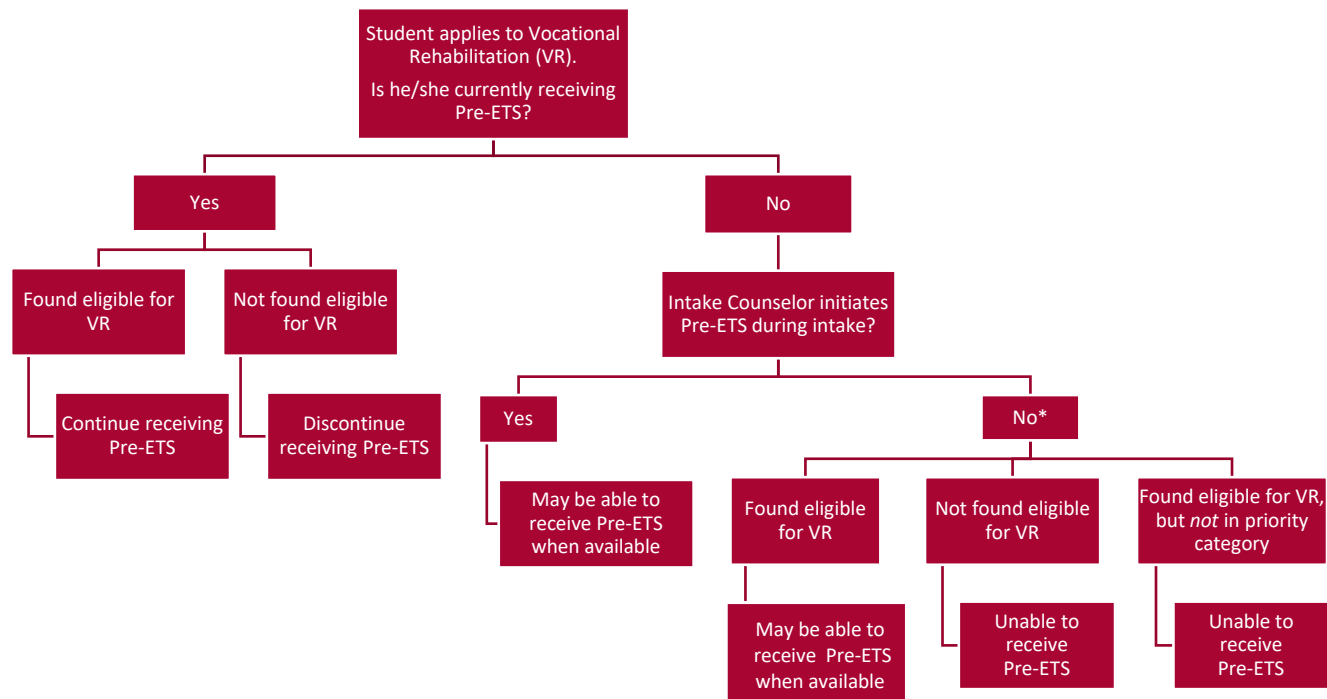 Student applies to Vocational
Rehabilitation (VR).
Is he/she currently receiving
Pre-ETS?
Yes
No
Found eligible for
VR
Not found eligible
for VR
Intake Counselor initiates
Pre-ETS during intake?
Continue receiving
Pre-ETS
Discontinue
receiving Pre-ETS
Yes
No*
May be able to
receive Pre-ETS
when available
Found eligible
for VR
Not found eligible
for VR
Found eligible for VR,
but not in priority
category
May be able to
receive Pre-ETS
when available
Unable to
receive
Pre-ETS
Unable to
receive
Pre-ETS